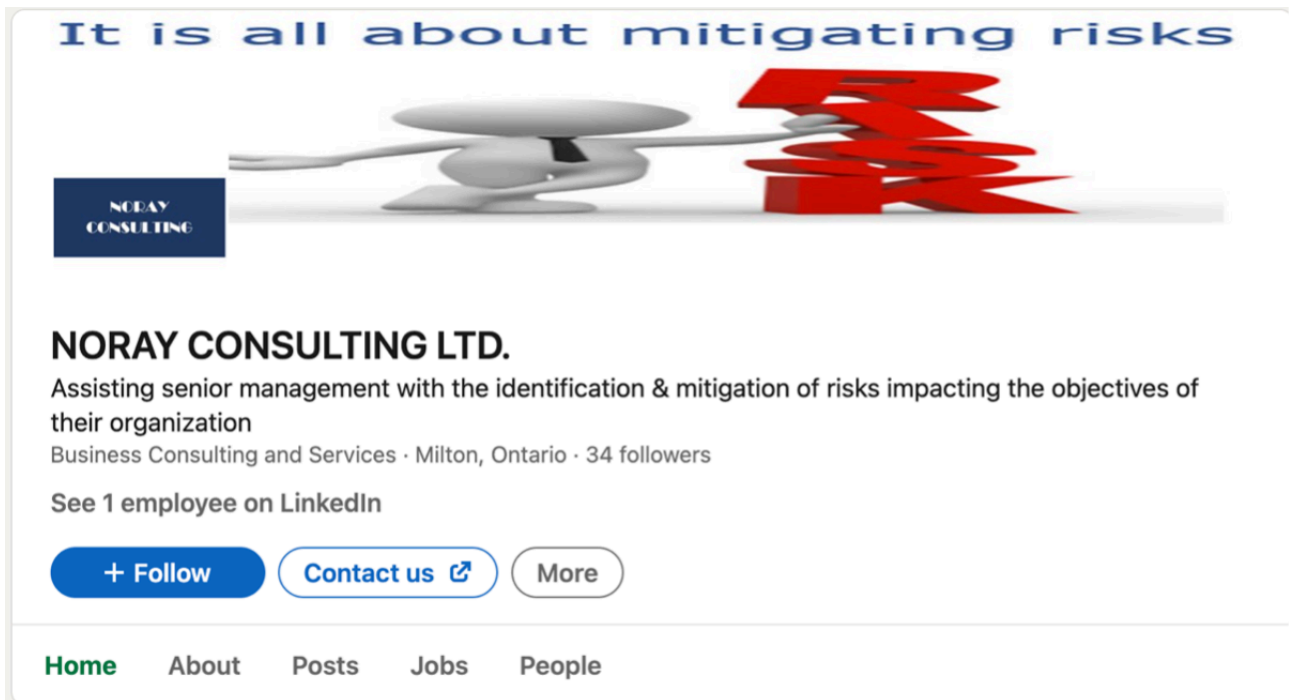 It is all about mitigating risks
RISK
NORAY
CONSULTING
NORAY CONSULTING LTD.
Assisting senior management with the identification & mitigation of risks impacting the objectives of
their organization
Business Consulting and Services · Milton, Ontario · 34 followers
See 1 employee on LinkedIn
+ Follow
Contact us
More
Home
About
Posts
Jobs
People